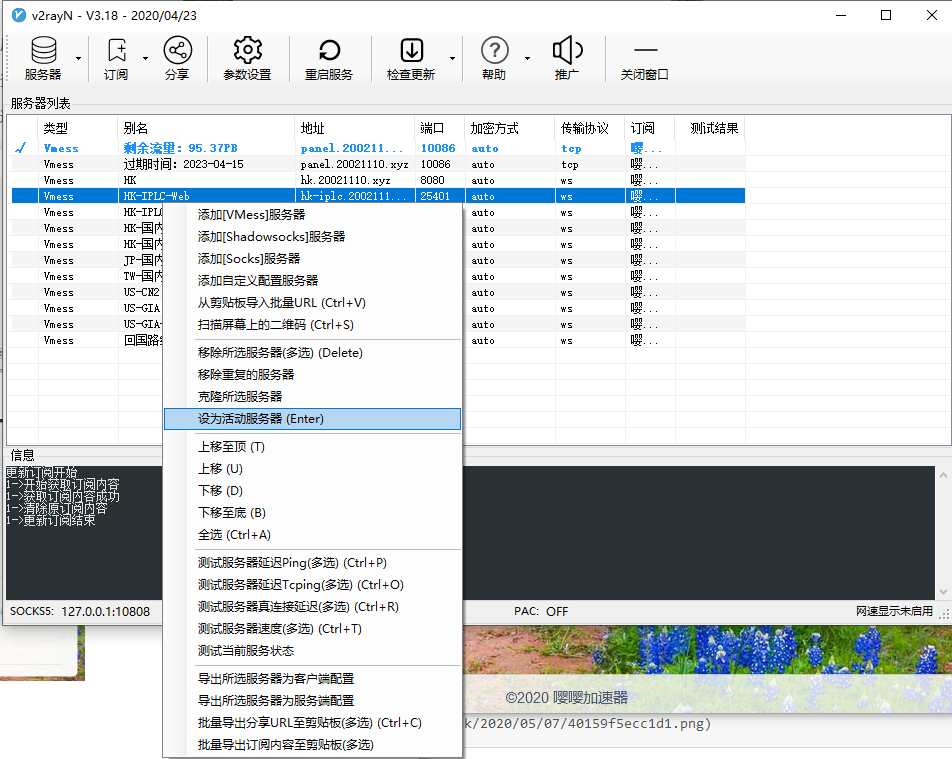 v2rayN - V3.18 - 2020/04/23
服务器 订阅 分享 参数设置 重启服务 检查更新 帮助 推广 关闭窗口
服务器列表
类型 别名 地址 端口 加密方式 传输协议 订阅 测试结果
Vmess 剩余流量：95.37PB panel.200211... 10086 auto tcp 嘤...
Vmess 过期时间：2023-04-15 panel.20021110.xyz 10086 auto tcp 嘤...
Vmess HK hk.20021110.xyz 8080 auto ws 嘤...
Vmess HK-IPLC-Web hk-iplc.2002111... 25401 auto ws 嘤...
Vmess HK-IPLC auto ws 嘤...
Vmess HK-国内 auto ws 嘤...
Vmess HK-国内 auto ws 嘤...
Vmess JP-国内 auto ws 嘤...
Vmess TW-国内 auto ws 嘤...
Vmess US-CN2 auto ws 嘤...
Vmess US-GIA auto ws 嘤...
Vmess US-GIA- auto ws 嘤...
Vmess 回国路线 auto ws 嘤...
添加[VMess]服务器
添加[Shadowsocks]服务器
添加[Socks]服务器
添加自定义配置服务器
从剪贴板导入批量URL (Ctrl+V)
扫描屏幕上的二维码 (Ctrl+S)
移除所选服务器(多选) (Delete)
移除重复的服务器
克隆所选服务器
设为活动服务器 (Enter)
上移至顶 (T)
上移 (U)
下移 (D)
下移至底 (B)
全选 (Ctrl+A)
测试服务器延迟Ping(多选) (Ctrl+P)
测试服务器延迟Tcping(多选) (Ctrl+O)
测试服务器真连接延迟(多选) (Ctrl+R)
测试服务器速度(多选) (Ctrl+T)
测试当前服务状态
导出所选服务器为客户端配置
导出所选服务器为服务端配置
批量导出分享URL至剪贴板(多选) (Ctrl+C)
批量导出订阅内容至剪贴板(多选)
信息
更新订阅开始
1->开始获取订阅内容
1->获取订阅内容成功
1->清除原订阅内容
1->更新订阅结束
SOCKS5: 127.0.0.1:10808 PAC: OFF 网速显示未启用
©2020 嘤嘤加速器
k/2020/05/07/40159f5ecc1d1.png)